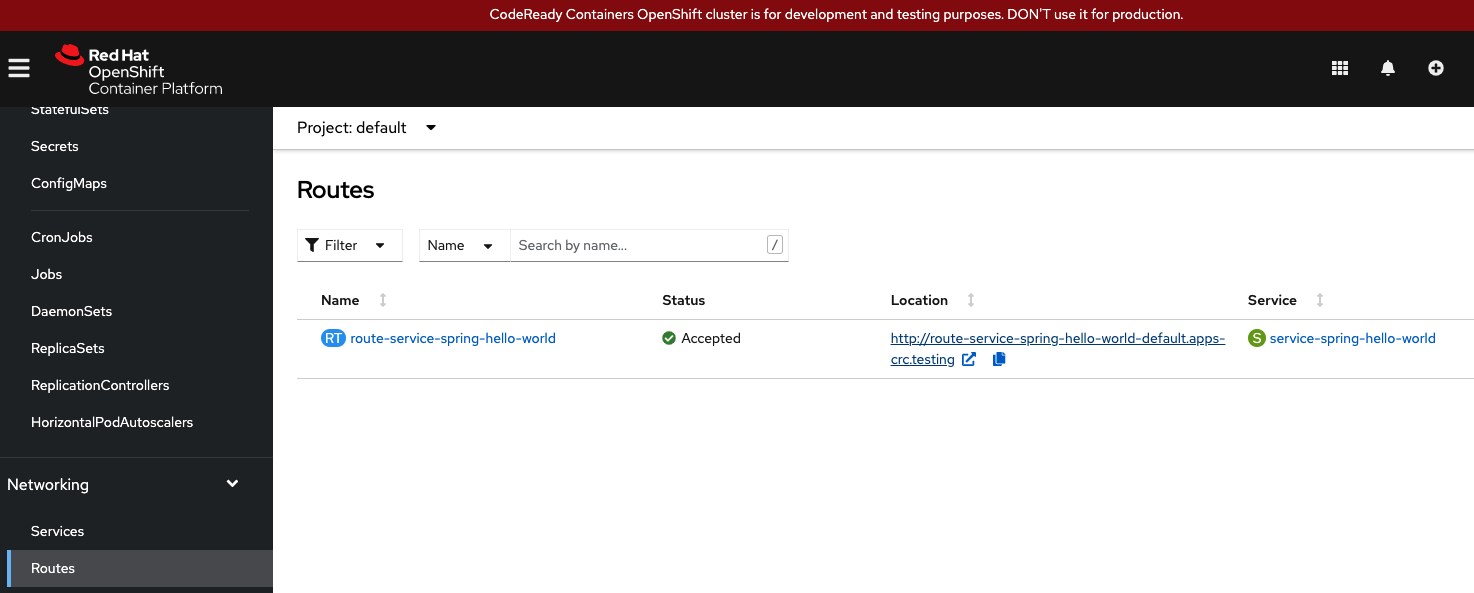 CodeReady Containers OpenShift cluster is for development and testing purposes. DON'T use it for production.
Red Hat
OpenShift
Container Platform
StatefulSets
Secrets
ConfigMaps
CronJobs
Jobs
DaemonSets
ReplicaSets
ReplicationControllers
HorizontalPodAutoscalers
Networking
Services
Routes
Project: default
Routes
Filter
Name
Search by name...
/
Name Status Location Service
RT route-service-spring-hello-world Accepted http://route-service-spring-hello-world-default.apps- S service-spring-hello-world
crc.testing